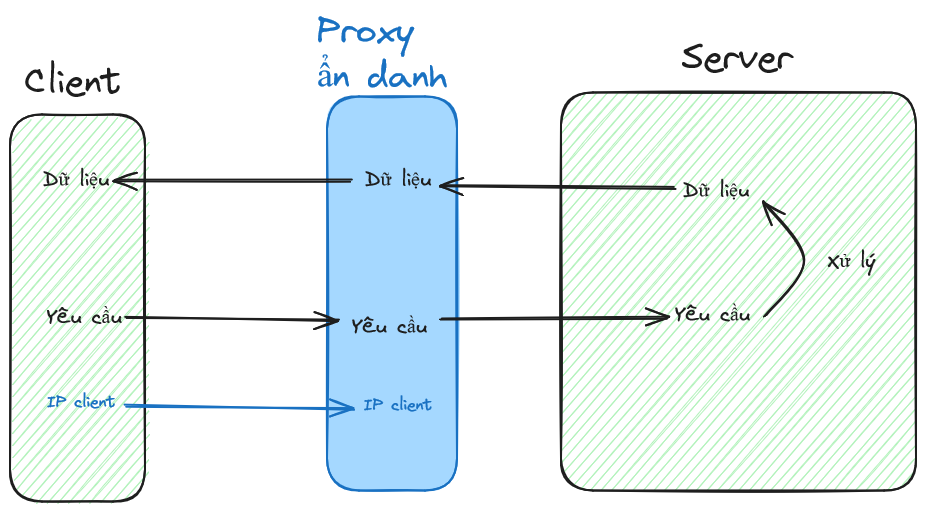 Client
Proxy
ẩn danh
Server
Dữ liệu
Dữ liệu
Dữ liệu
Xử lý
Yêu cầu
Yêu cầu
Yêu cầu
IP client
IP client